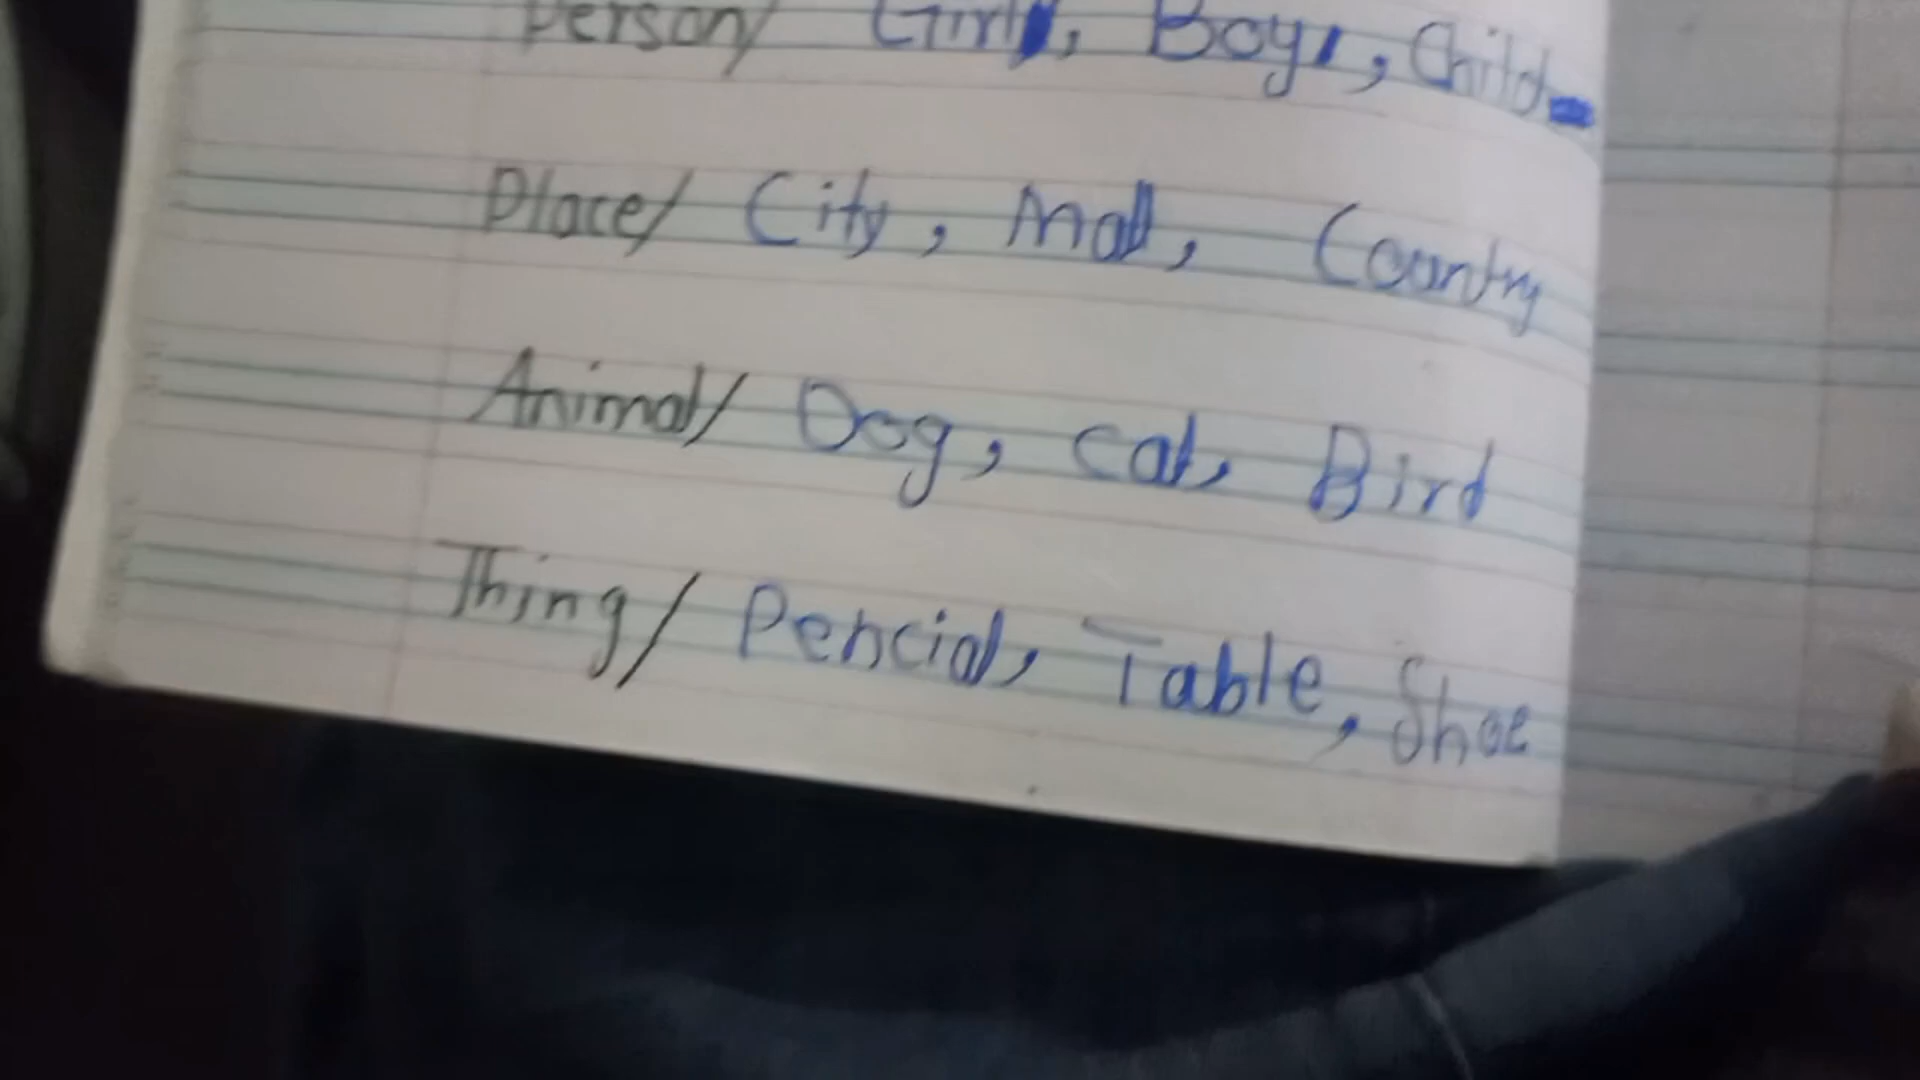 Person/ Girl, Boy, Child
Place/ City, Mall, Country
Animal/ Dog, cat, Bird
Thing/ Pencial, Table, Shoe